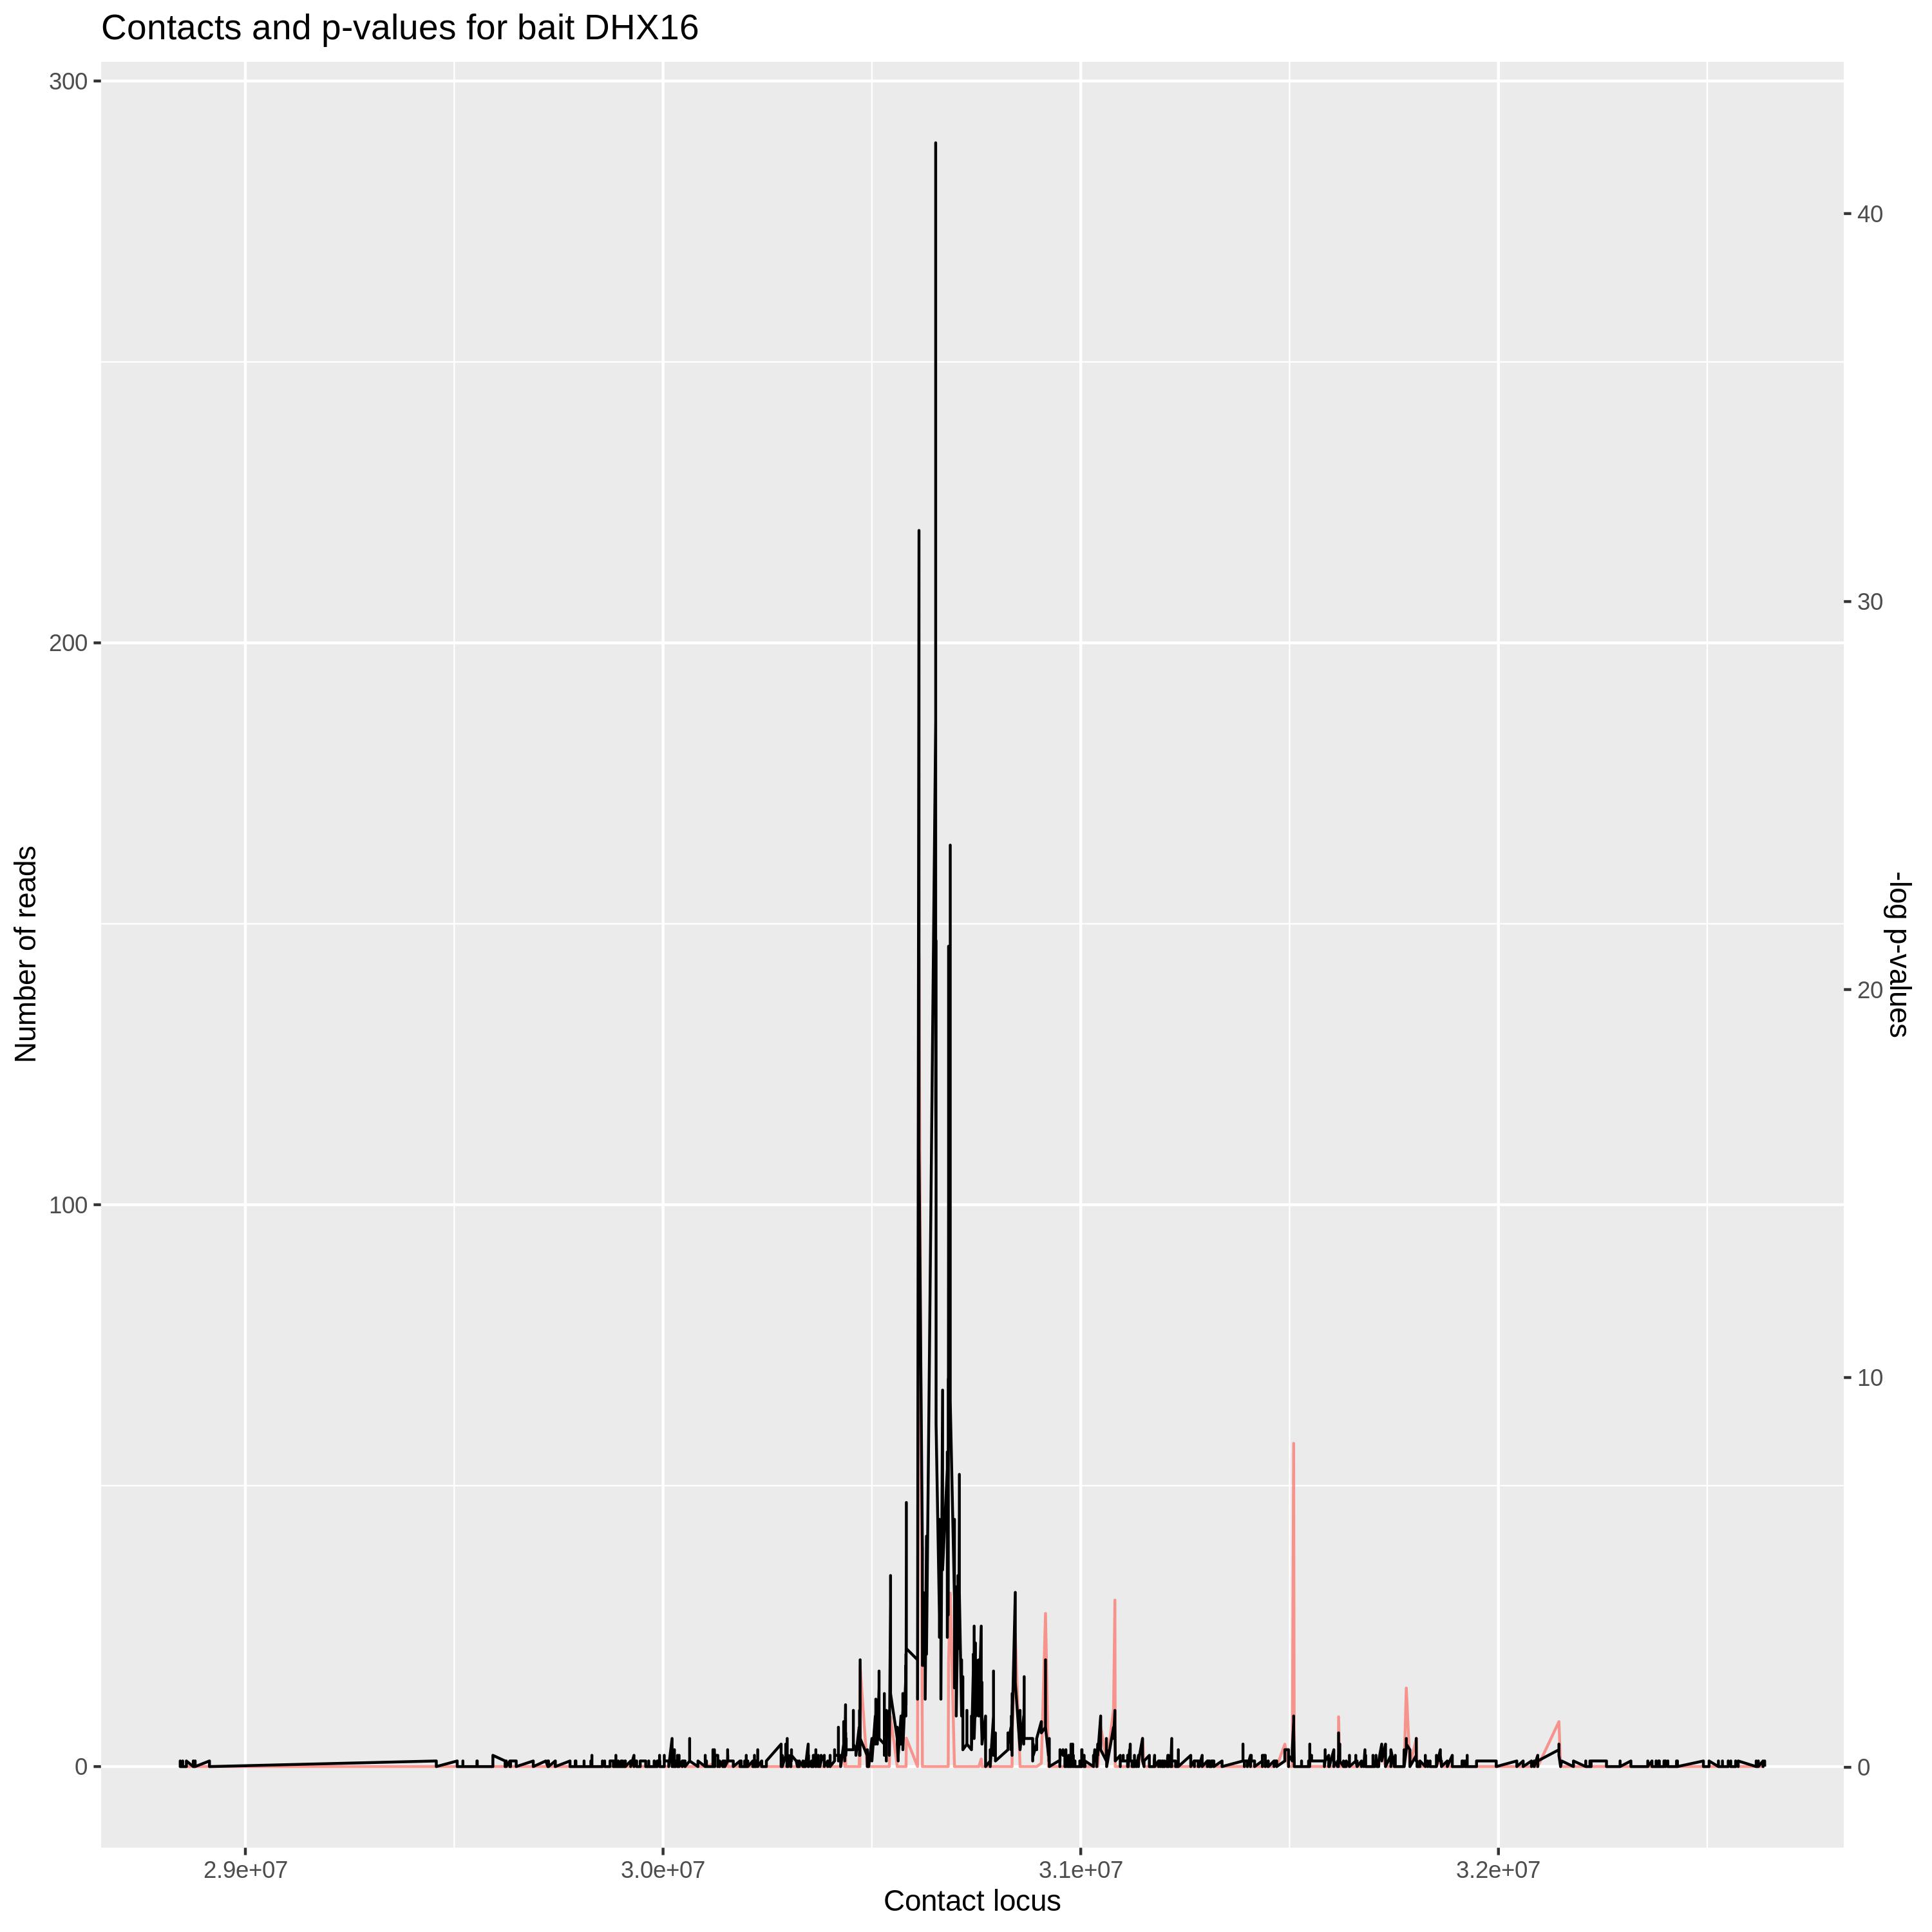 Contacts and p-values for bait DHX16
300
200
100
0
Number of reads
40
30
20
10
0
-log p-values
2.9e+07
3.0e+07
3.1e+07
3.2e+07
Contact locus